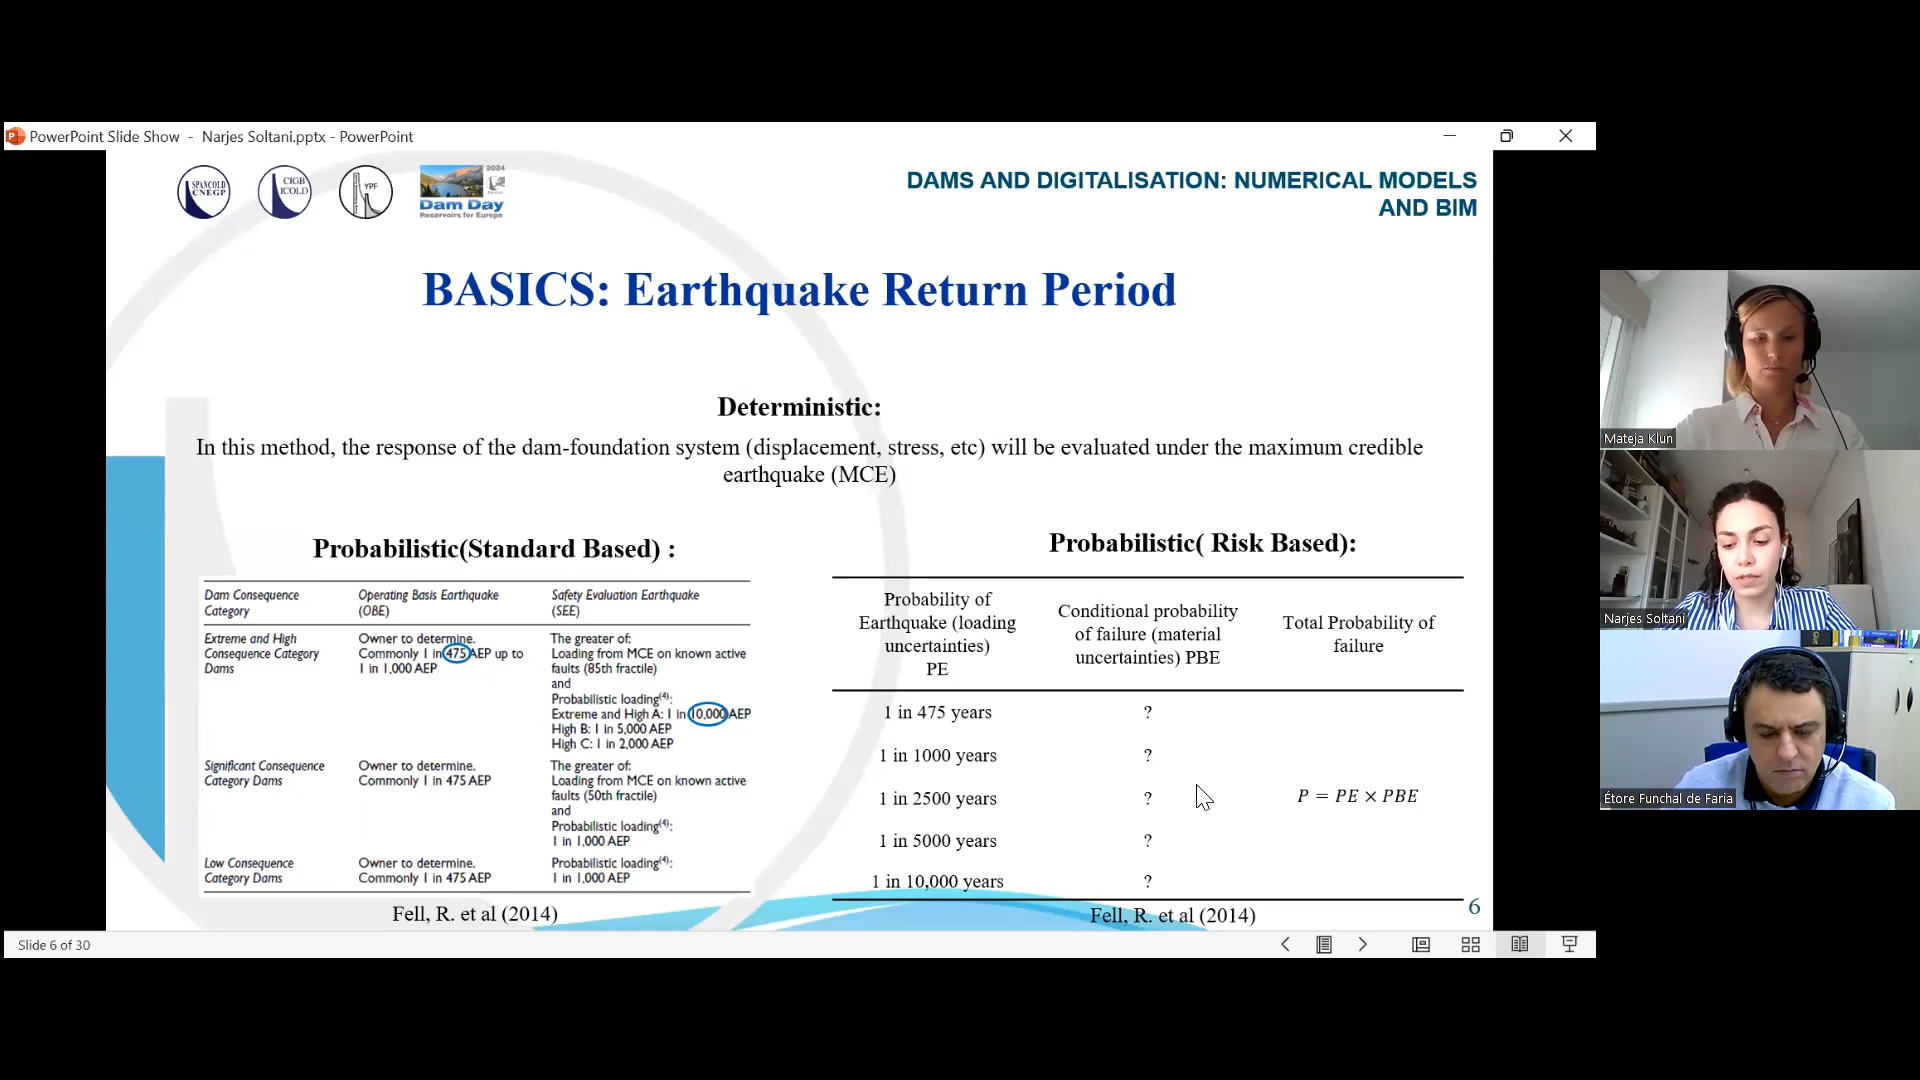 PowerPoint Slide Show - Narjes Soltani.pptx - PowerPoint
SPANCOLD
CNEGP
CIGB
ICOLD
YPF
2024
Dam Day
Reservoirs for Europe
DAMS AND DIGITALISATION: NUMERICAL MODELS
AND BIM
BASICS: Earthquake Return Period
Deterministic:
In this method, the response of the dam-foundation system (displacement, stress, etc) will be evaluated under the maximum credible
earthquake (MCE)
Probabilistic(Standard Based) :
Dam Consequence
Category
Operating Basis Earthquake
(OBE)
Safety Evaluation Earthquake
(SEE)
Extreme and High
Consequence Category
Dams
Owner to determine.
Commonly 1 in 475 AEP up to
1 in 1,000 AEP
The greater of:
Loading from MCE on known active
faults (85th fractile)
and
Probabilistic loading(4):
Extreme and High A: 1 in 10,000 AEP
High B: 1 in 5,000 AEP
High C: 1 in 2,000 AEP
Significant Consequence
Category Dams
Owner to determine.
Commonly 1 in 475 AEP
The greater of:
Loading from MCE on known active
faults (50th fractile)
and
Probabilistic loading(4):
1 in 1,000 AEP
Low Consequence
Category Dams
Owner to determine.
Commonly 1 in 475 AEP
Probabilistic loading(4):
1 in 1,000 AEP
Fell, R. et al (2014)
Probabilistic( Risk Based):
Probability of
Earthquake (loading
uncertainties)
PE
Conditional probability
of failure (material
uncertainties) PBE
Total Probability of
failure
1 in 475 years ?
1 in 1000 years ?
1 in 2500 years ? P = PE × PBE
1 in 5000 years ?
1 in 10,000 years ?
Fell, R. et al (2014)
6
Slide 6 of 30
Mateja Klun
Narjes Soltani
Étore Funchal de Faria